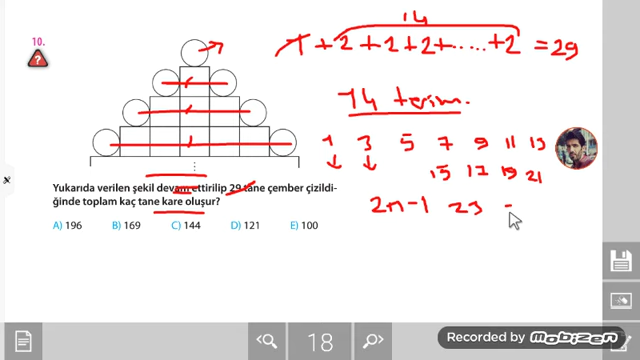 10.
?
14
1 + 2 + 2 + 2 + ..... + 2 = 29
14 terim.
1 3 5 7 9 11 13
15 17 19 21
2n-1 23
Yukarıda verilen şekil devam ettirilip 29 tane çember çizildi-
ğinde toplam kaç tane kare oluşur?
A) 196 B) 169 C) 144 D) 121 E) 100
18
Recorded by
MOBIZEN